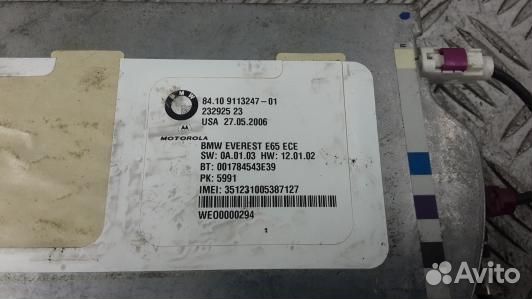 BMW
84.10 9113247-01
232925 23
USA 27.05.2006
MOTOROLA
BMW EVEREST E65 ECE
SW: 0A.01.03 HW: 12.01.02
BT: 001784543E39
PK: 5991
IMEI: 351231005387127
WE00000294
Avito